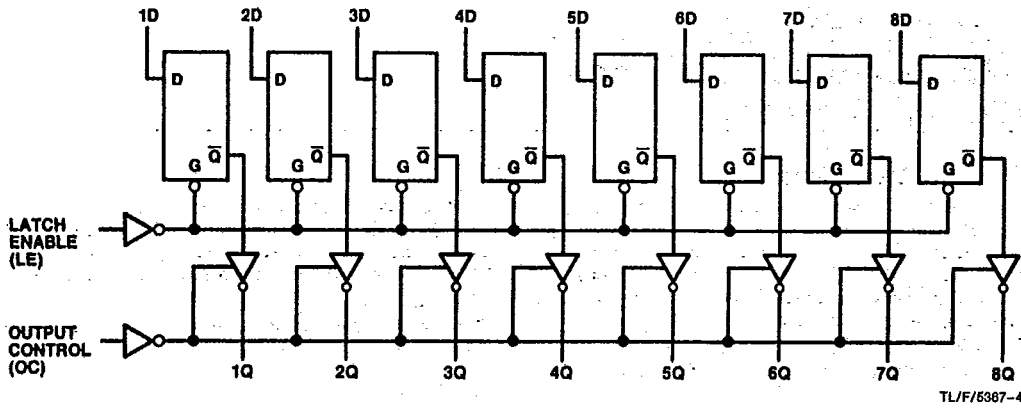 1D 2D 3D 4D 5D 6D 7D 8D
D D D D D D D D
Q̅ Q̅ Q̅ Q̅ Q̅ Q̅ Q̅ Q̅
G G G G G G G G
LATCH
ENABLE
(LE)
OUTPUT
CONTROL
(OC)
1Q 2Q 3Q 4Q 5Q 6Q 7Q 8Q
TL/F/5367-4